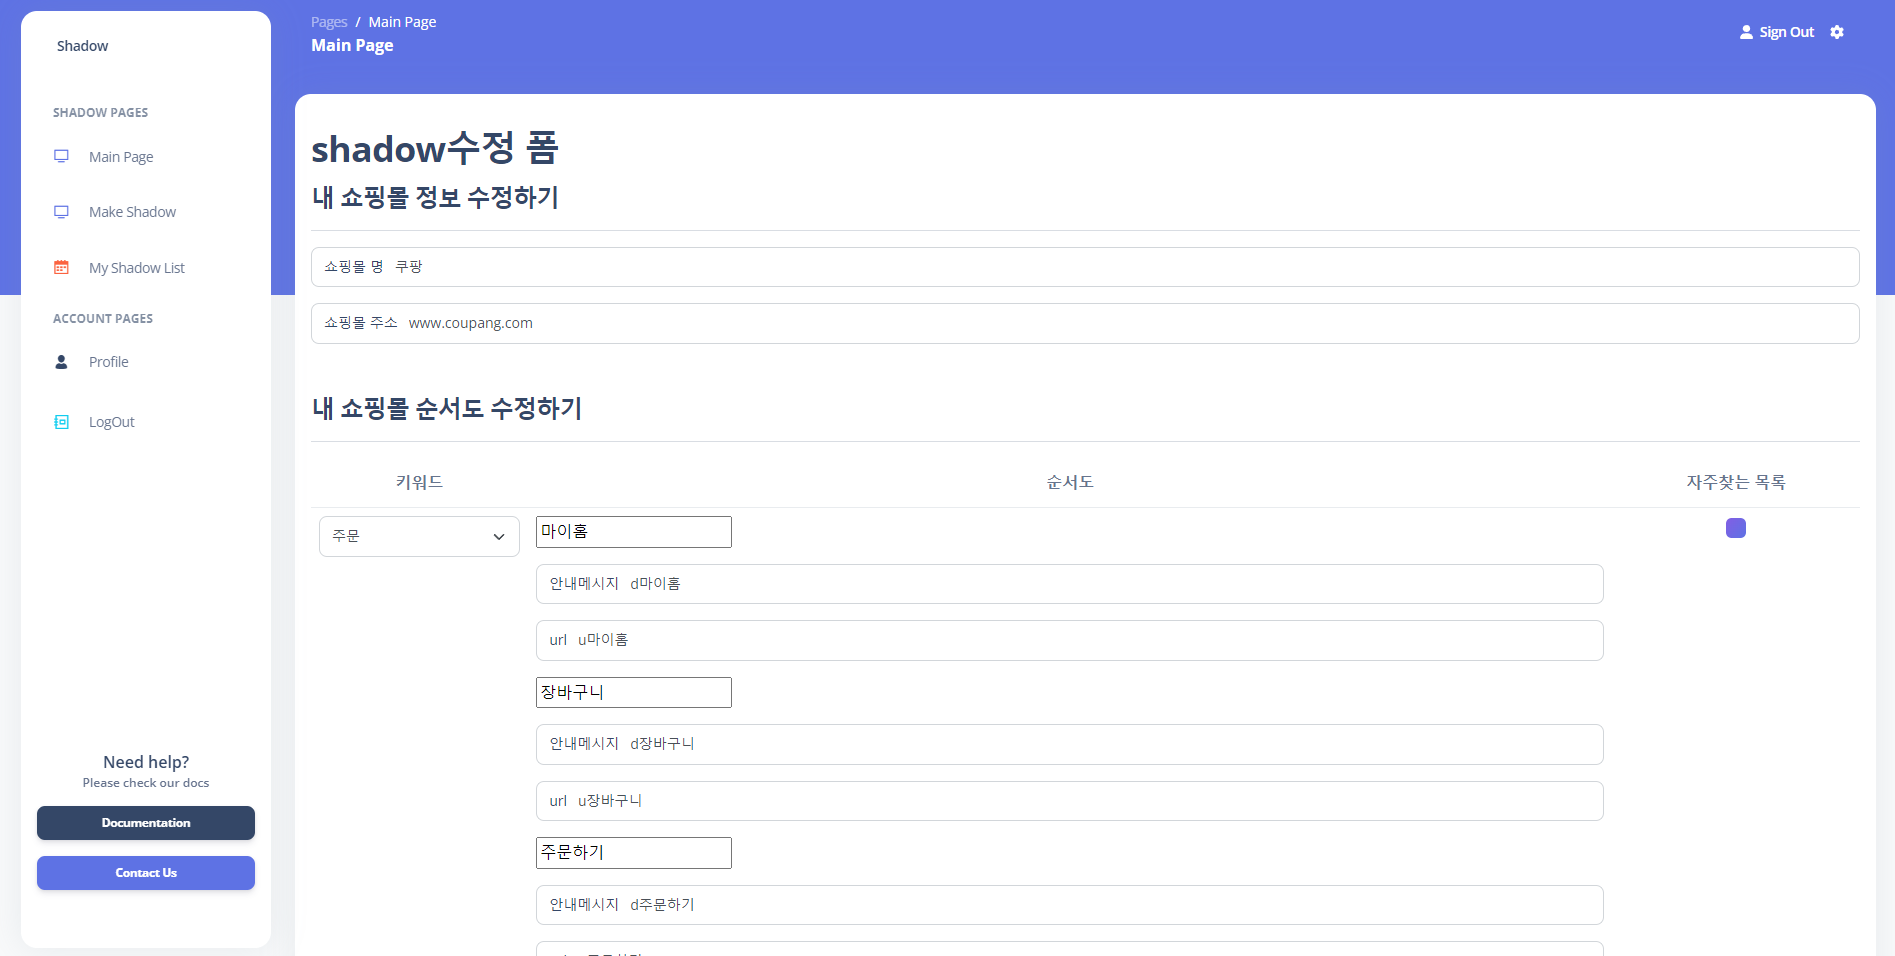 Shadow
SHADOW PAGES
Main Page
Make Shadow
My Shadow List
ACCOUNT PAGES
Profile
LogOut
Need help?
Please check our docs
Documentation
Contact Us
Pages / Main Page
Main Page
Sign Out
shadow수정 폼
내 쇼핑몰 정보 수정하기
쇼핑몰 명 쿠팡
쇼핑몰 주소 www.coupang.com
내 쇼핑몰 순서도 수정하기
키워드 순서도 자주찾는 목록
주문
마이홈
안내메시지 d마이홈
url u마이홈
장바구니
안내메시지 d장바구니
url u장바구니
주문하기
안내메시지 d주문하기